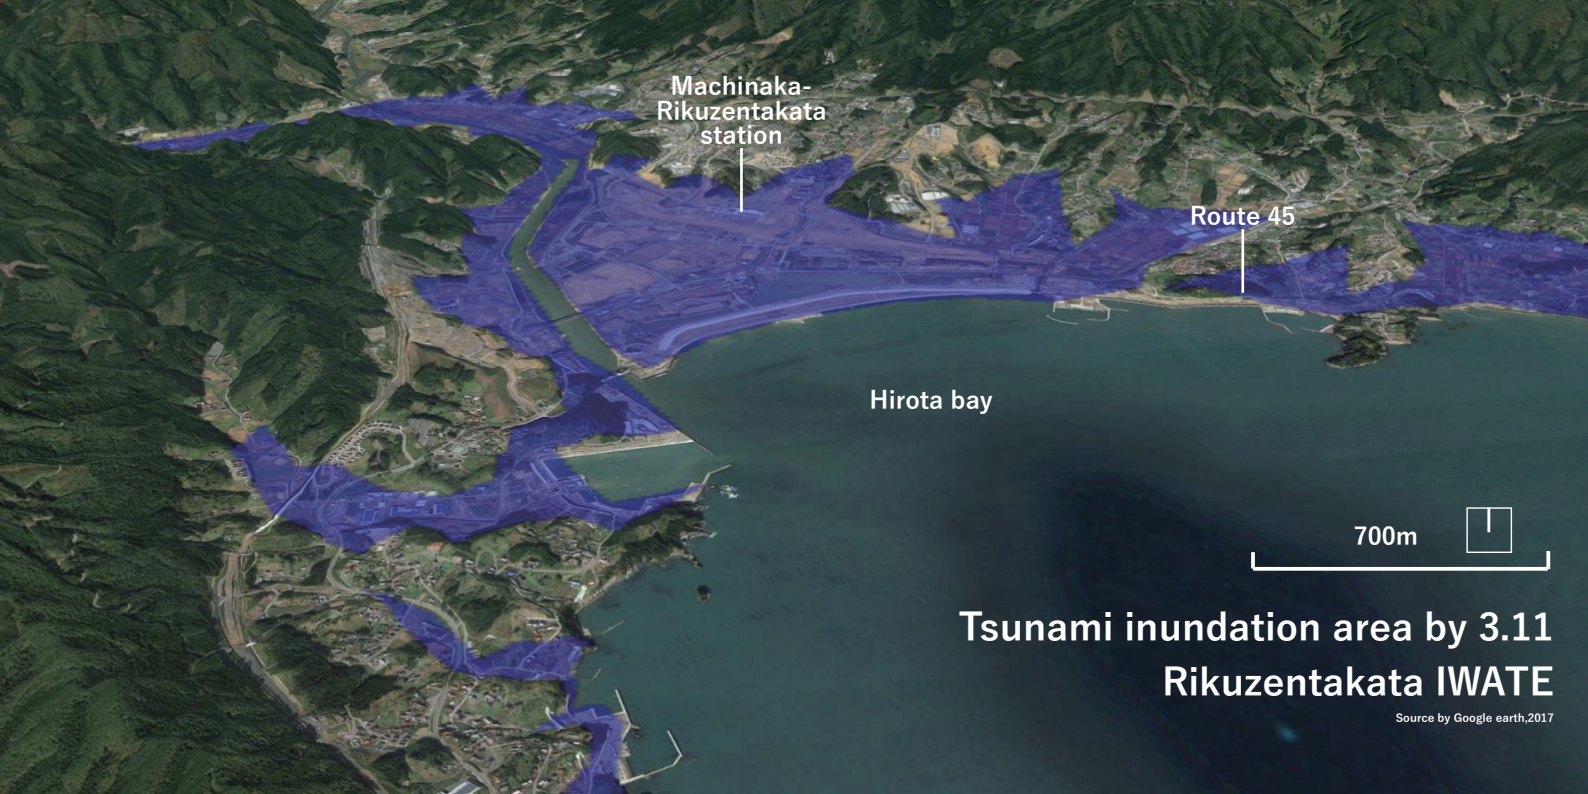 Machinaka-
Rikuzentakata
station
Route 45
Hirota bay
700m
Tsunami inundation area by 3.11
Rikuzentakata IWATE
Source by Google earth,2017